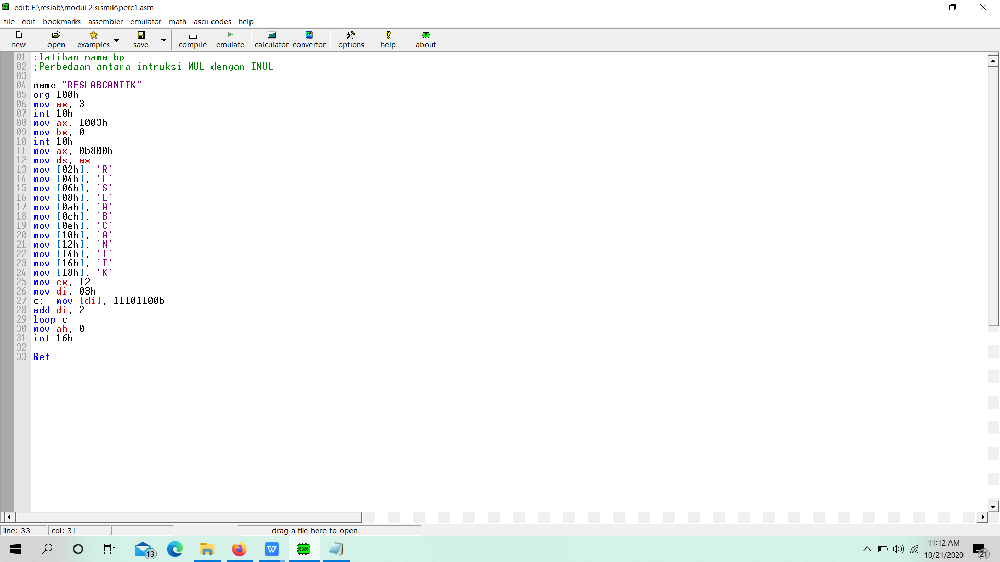 edit: E:\reslab\modul 2 sismik\perc1.asm
file edit bookmarks assembler emulator math ascii codes help
new open examples save compile emulate calculator convertor options help about
01 ;latihan_nama_bp
02 ;Perbedaan antara intruksi MUL dengan IMUL
03
04 name "RESLABCANTIK"
05 org 100h
06 mov ax, 3
07 int 10h
08 mov ax, 1003h
09 mov bx, 0
10 int 10h
11 mov ax, 0b800h
12 mov ds, ax
13 mov [02h], 'R'
14 mov [04h], 'E'
15 mov [06h], 'S'
16 mov [08h], 'L'
17 mov [0ah], 'A'
18 mov [0ch], 'B'
19 mov [0eh], 'C'
20 mov [10h], 'A'
21 mov [12h], 'N'
22 mov [14h], 'T'
23 mov [16h], 'I'
24 mov [18h], 'K'
25 mov cx, 12
26 mov di, 03h
27 c:  mov [di], 11101100b
28 add di, 2
29 loop c
30 mov ah, 0
31 int 16h
32
33 Ret
line: 33 col: 31 drag a file here to open
13 W 8086 11:12 AM
10/21/2020 21